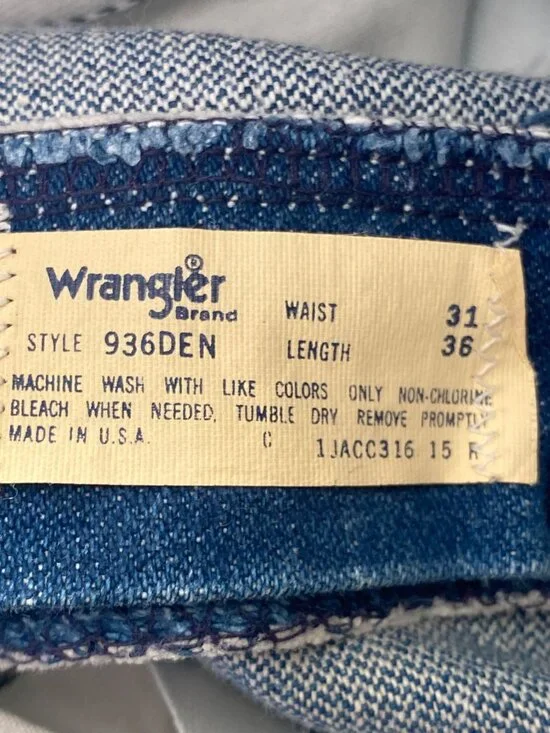 Wrangler®
Brand
WAIST 31
STYLE 936DEN
LENGTH 36
MACHINE WASH WITH LIKE COLORS ONLY NON-CHLORINE
BLEACH WHEN NEEDED. TUMBLE DRY REMOVE PROMPTLY
MADE IN U.S.A. C 1JACC316 15 R